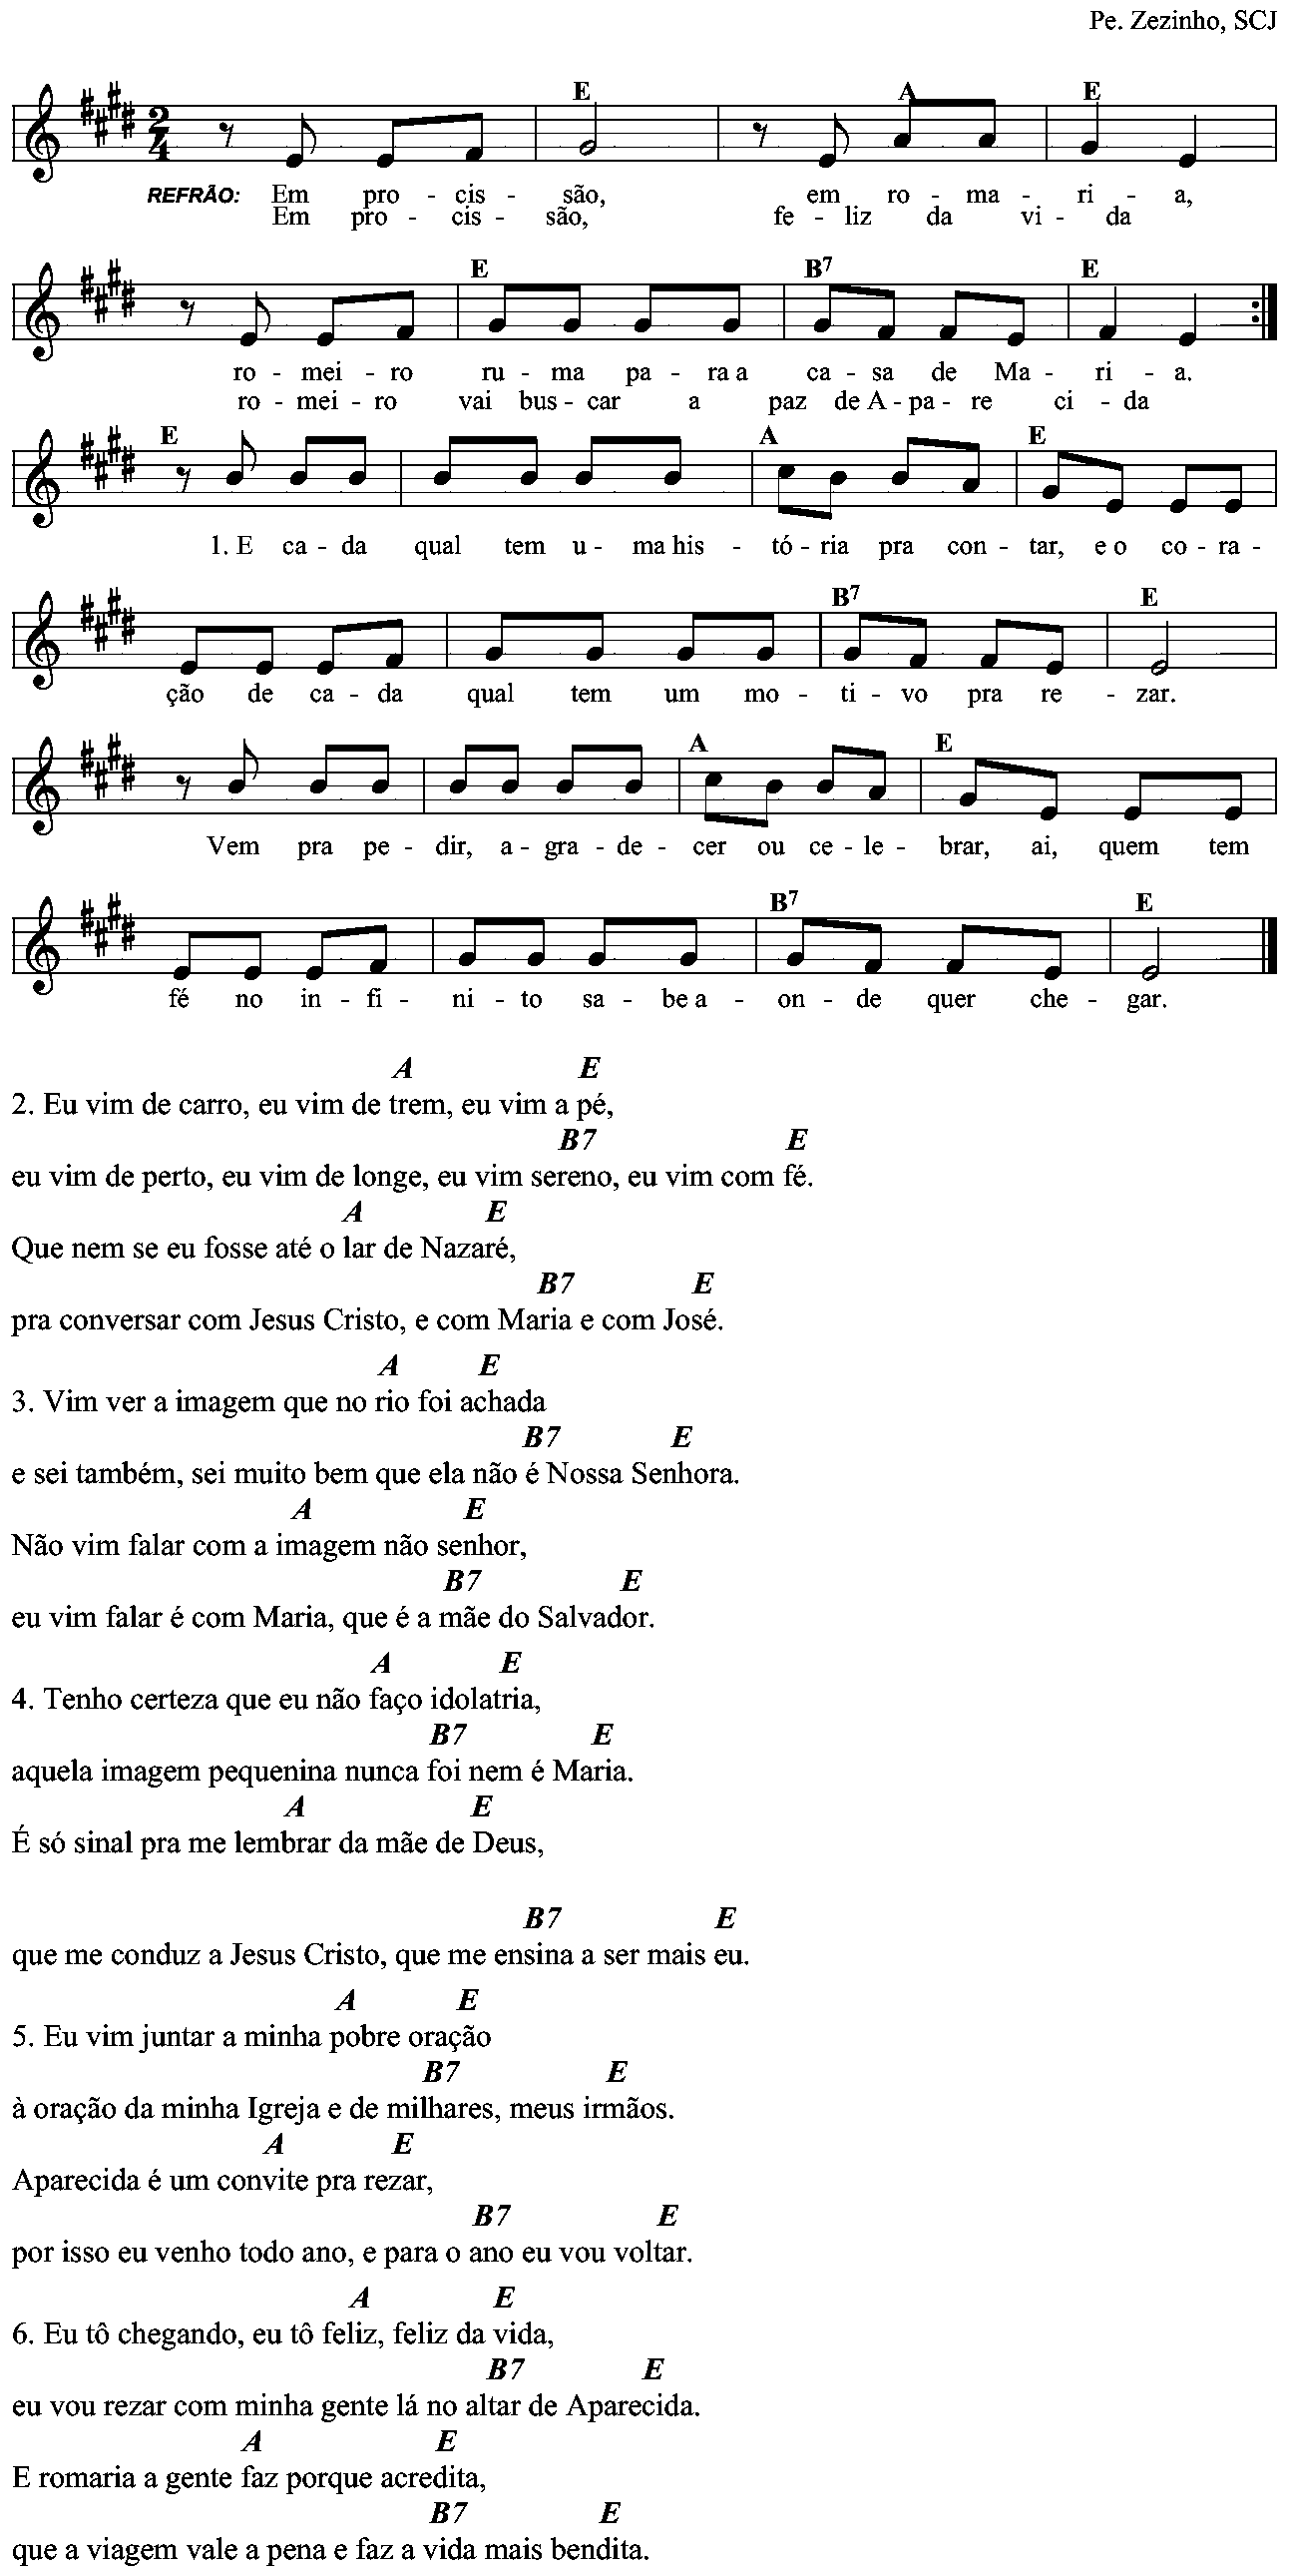 Pe. Zezinho, SCJ
E A E
REFRÃO: Em pro - cis - são, em ro - ma - ri - a,
Em pro - cis - são, fe - liz da vi - da
E B7 E
ro - mei - ro ru - ma pa - ra a ca - sa de Ma - ri - a.
ro - mei - ro vai bus - car a paz de A - pa - re ci - da
E A E
1. E ca - da qual tem u - ma his - tó - ria pra con - tar, e o co - ra -
B7 E
ção de ca - da qual tem um mo - ti - vo pra re - zar.
A E
Vem pra pe - dir, a - gra - de - cer ou ce - le - brar, ai, quem tem
B7 E
fé no in - fi - ni - to sa - be a - on - de quer che - gar.
A E
2. Eu vim de carro, eu vim de trem, eu vim a pé,
B7 E
eu vim de perto, eu vim de longe, eu vim sereno, eu vim com fé.
A E
Que nem se eu fosse até o lar de Nazaré,
B7 E
pra conversar com Jesus Cristo, e com Maria e com José.
A E
3. Vim ver a imagem que no rio foi achada
B7 E
e sei também, sei muito bem que ela não é Nossa Senhora.
A E
Não vim falar com a imagem não senhor,
B7 E
eu vim falar é com Maria, que é a mãe do Salvador.
A E
4. Tenho certeza que eu não faço idolatria,
B7 E
aquela imagem pequenina nunca foi nem é Maria.
A E
É só sinal pra me lembrar da mãe de Deus,
B7 E
que me conduz a Jesus Cristo, que me ensina a ser mais eu.
A E
5. Eu vim juntar a minha pobre oração
B7 E
à oração da minha Igreja e de milhares, meus irmãos.
A E
Aparecida é um convite pra rezar,
B7 E
por isso eu venho todo ano, e para o ano eu vou voltar.
A E
6. Eu tô chegando, eu tô feliz, feliz da vida,
B7 E
eu vou rezar com minha gente lá no altar de Aparecida.
A E
E romaria a gente faz porque acredita,
B7 E
que a viagem vale a pena e faz a vida mais bendita.